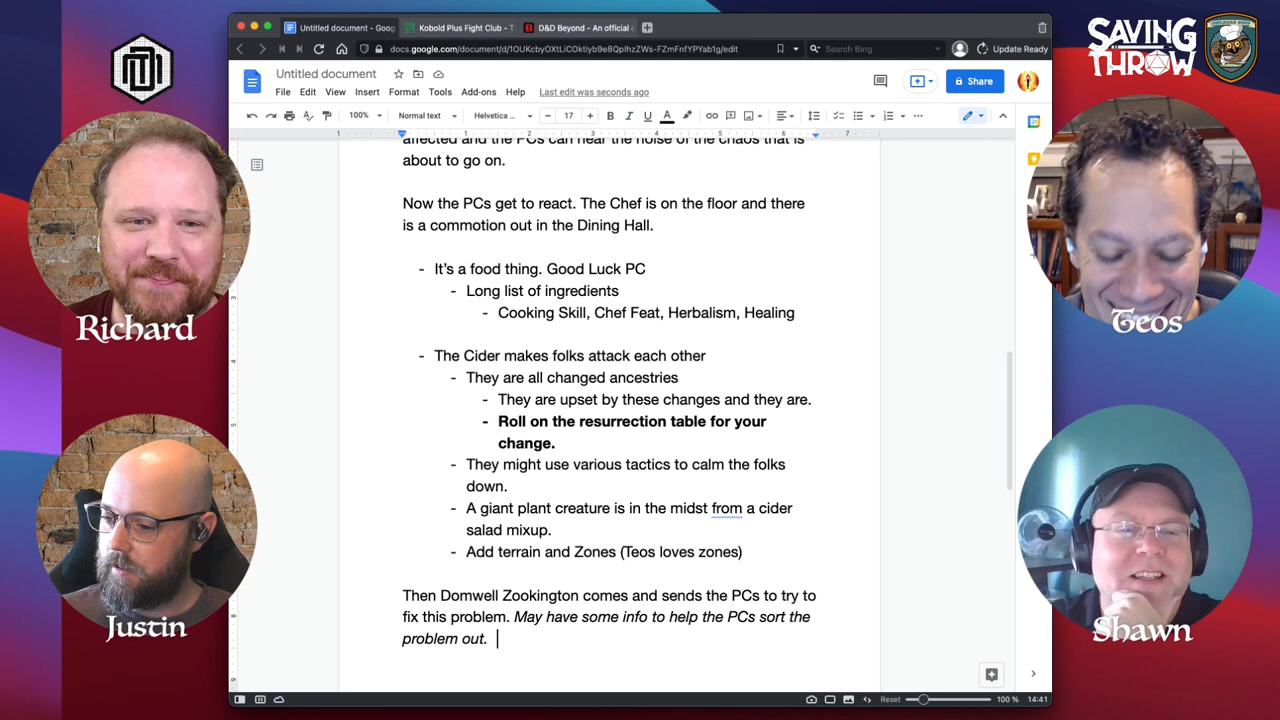 Untitled document - Goog
Kobold Plus Fight Club - T
D&D Beyond - An official
docs.google.com/document/d/
/edit
Search Bing
Update Ready
Untitled document
File Edit View Insert Format Tools Add-ons Help Last edit was seconds ago
Share
100% Normal text Helvetica ... 17 B I U A
affected and the PCs can hear the noise of the chaos that is
about to go on.
Now the PCs get to react. The Chef is on the floor and there
is a commotion out in the Dining Hall.
- It’s a food thing. Good Luck PC
- Long list of ingredients
- Cooking Skill, Chef Feat, Herbalism, Healing
- The Cider makes folks attack each other
- They are all changed ancestries
- They are upset by these changes and they are.
- Roll on the resurrection table for your
change.
- They might use various tactics to calm the folks
down.
- A giant plant creature is in the midst from a cider
salad mixup.
- Add terrain and Zones (Teos loves zones)
Then Domwell Zookington comes and sends the PCs to try to
fix this problem. May have some info to help the PCs sort the
problem out.
Reset 100 % 14:41
Richard
Justin
SAVING
THROW
Teos
Shawn